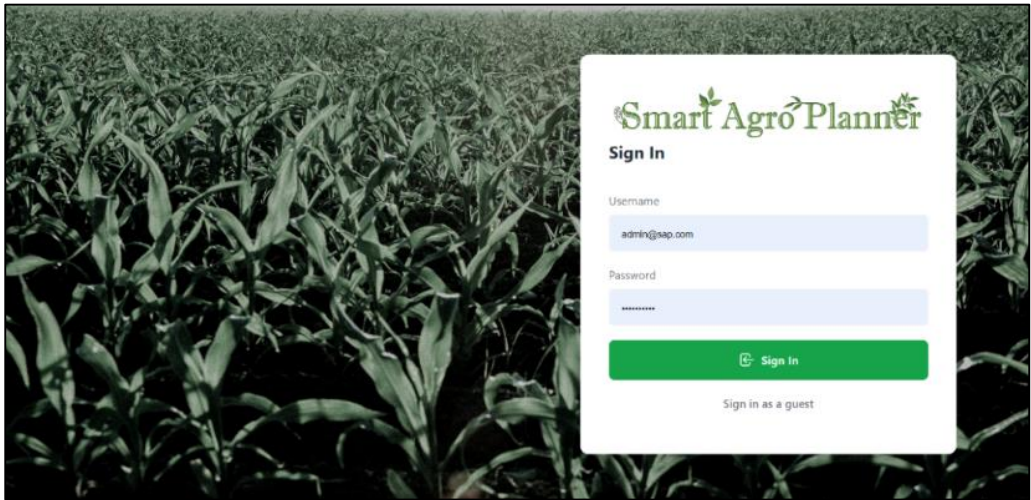 Smart Agro Planner
Sign In
Username
admin@sap.com
Password
••••••••••
Sign In
Sign in as a guest